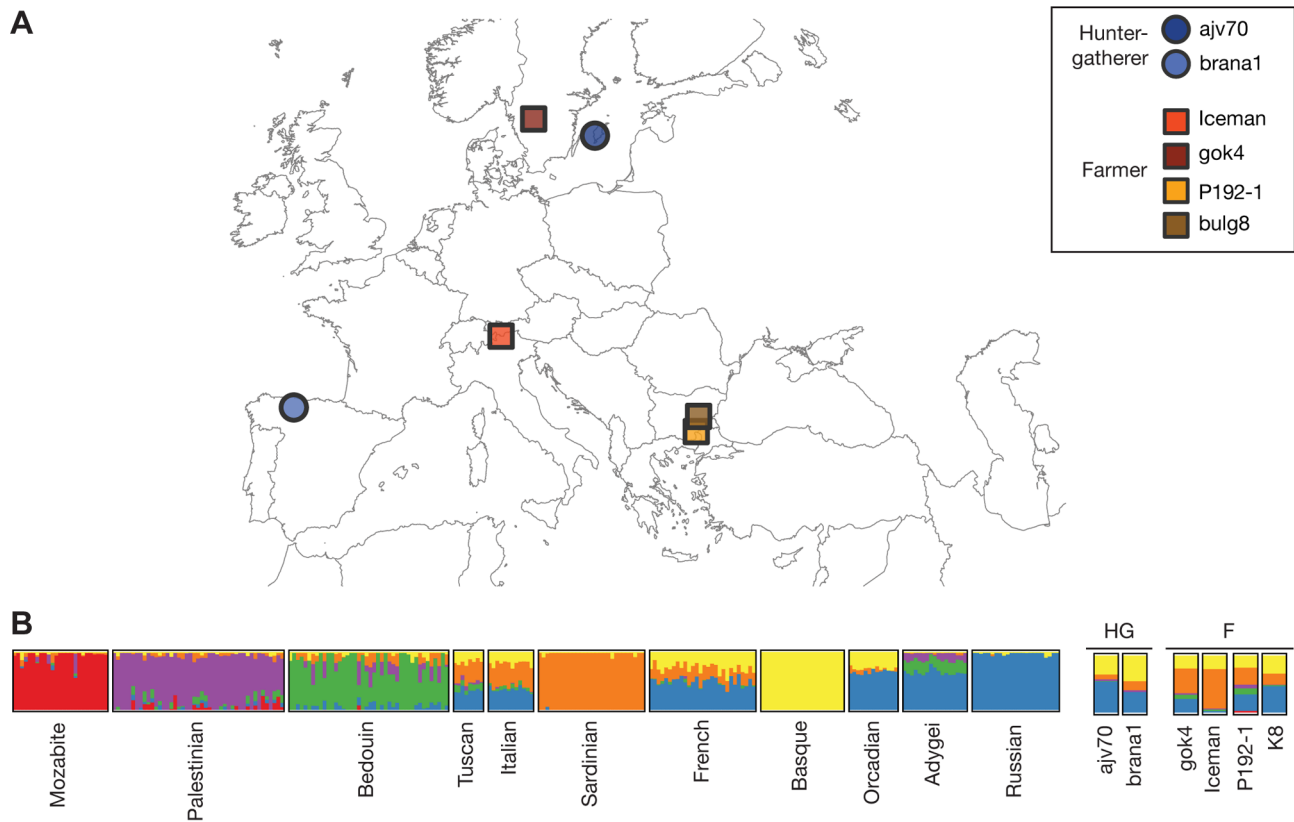 A
Hunter-
gatherer
ajv70
brana1
Farmer
Iceman
gok4
P192-1
bulg8
B
HG
F
Mozabite
Palestinian
Bedouin
Tuscan
Italian
Sardinian
French
Basque
Orcadian
Adygei
Russian
ajv70
brana1
gok4
Iceman
P192-1
K8